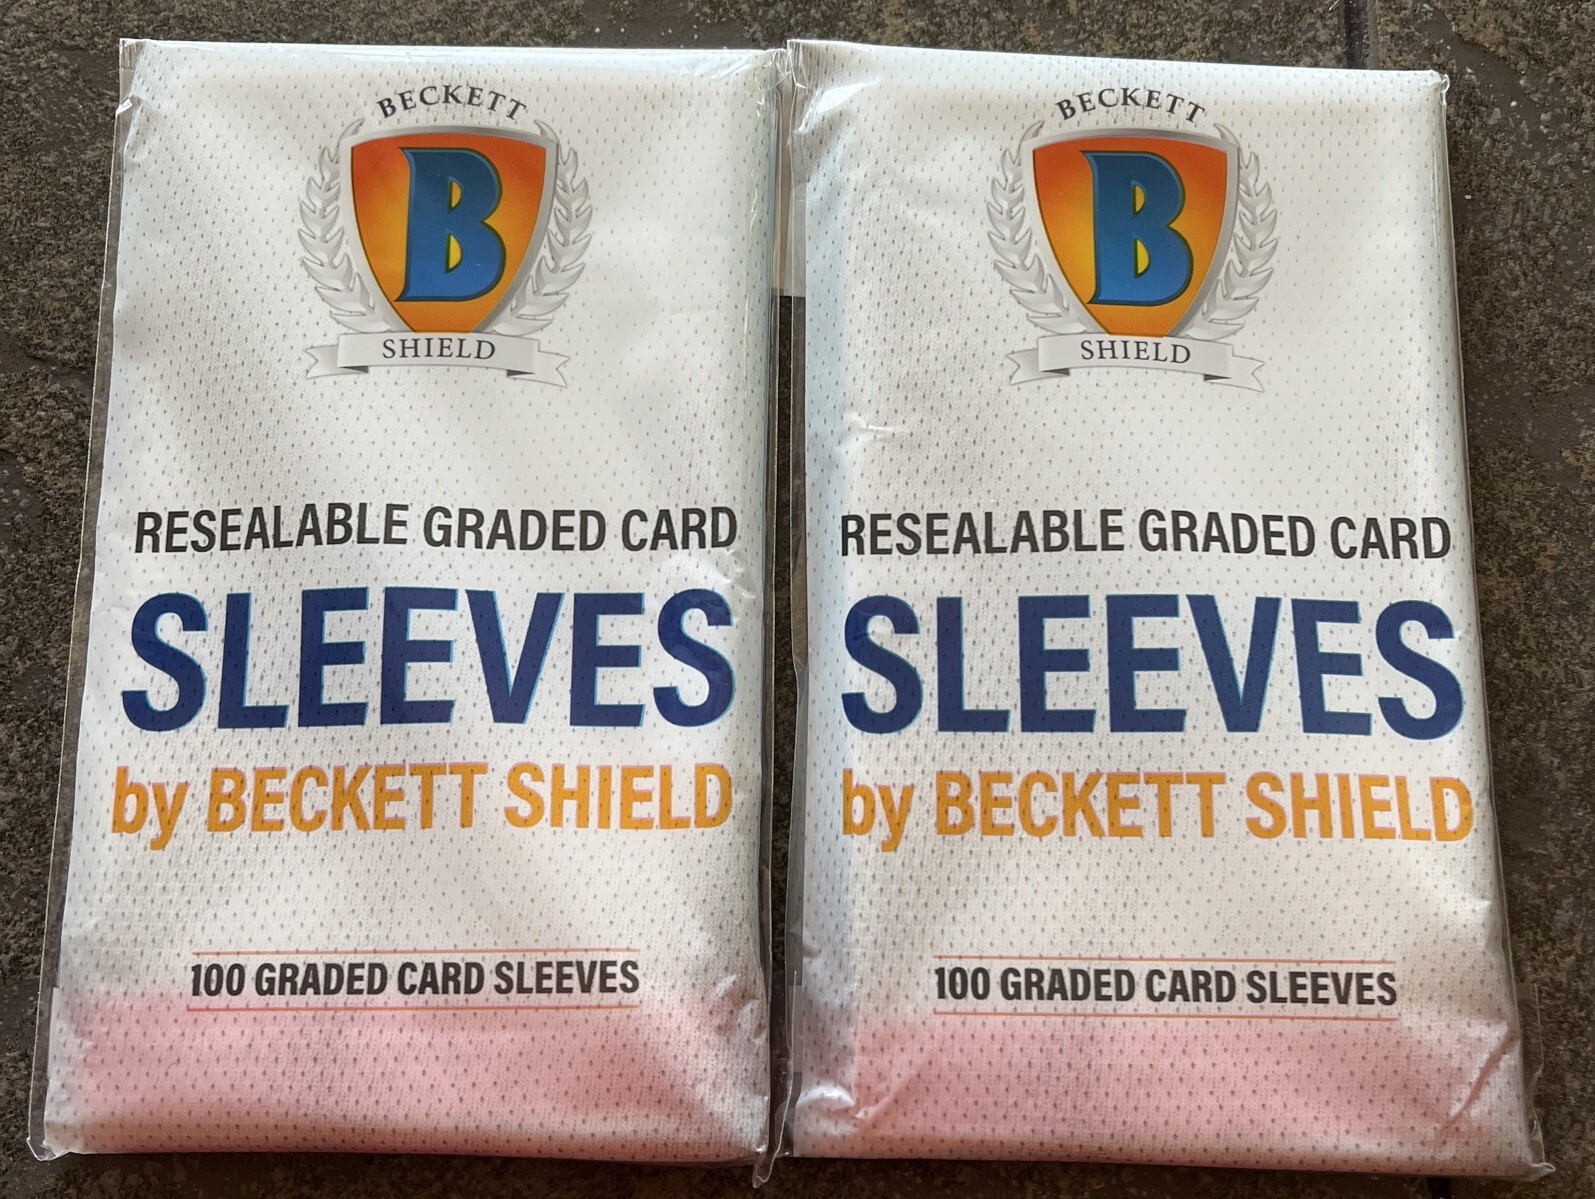 BECKETT
B
SHIELD
RESEALABLE GRADED CARD
SLEEVES
by BECKETT SHIELD
100 GRADED CARD SLEEVES
BECKETT
B
SHIELD
RESEALABLE GRADED CARD
SLEEVES
by BECKETT SHIELD
100 GRADED CARD SLEEVES